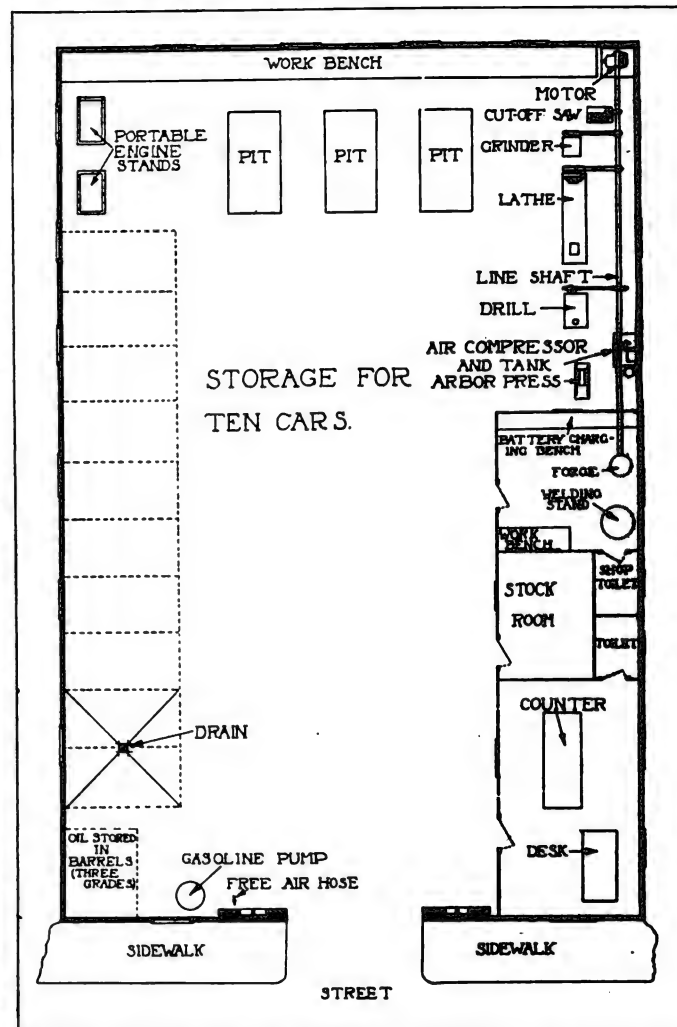 WORK BENCH
MOTOR
CUT-OFF SAW
PORTABLE
ENGINE
STANDS
PIT
PIT
PIT
GRINDER
LATHE
LINE SHAFT
DRILL
AIR COMPRESSOR
AND TANK
ARBOR PRESS
STORAGE FOR
TEN CARS.
BATTERY CHARG-
ING BENCH
FORGE
WELDING
STAND
WORK
BENCH
SHOP
TOILET
STOCK
ROOM
TOILET
COUNTER
DRAIN
OIL STORED
IN
BARRELS
(THREE
GRADES)
GASOLINE PUMP
FREE AIR HOSE
DESK
SIDEWALK
SIDEWALK
STREET